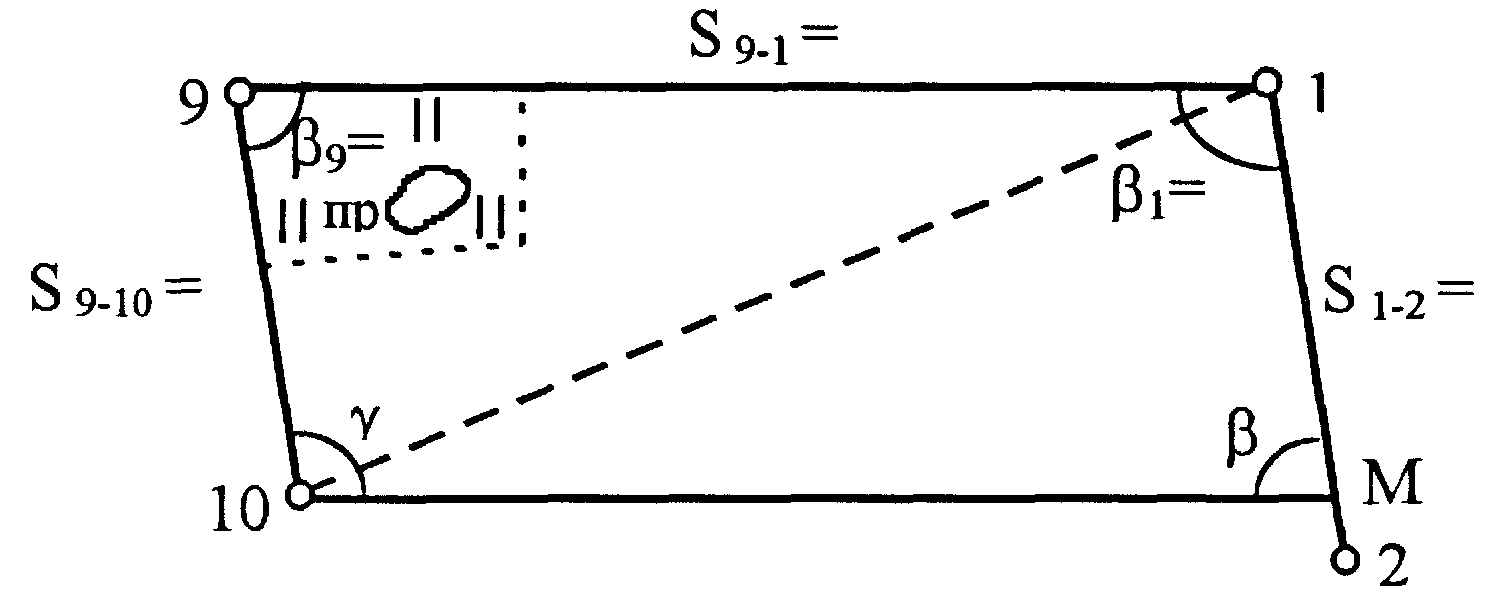 S 9-1 =
9
1
β9=
пр
β1=
S 9-10 =
S 1-2 =
γ
β
M
10
2